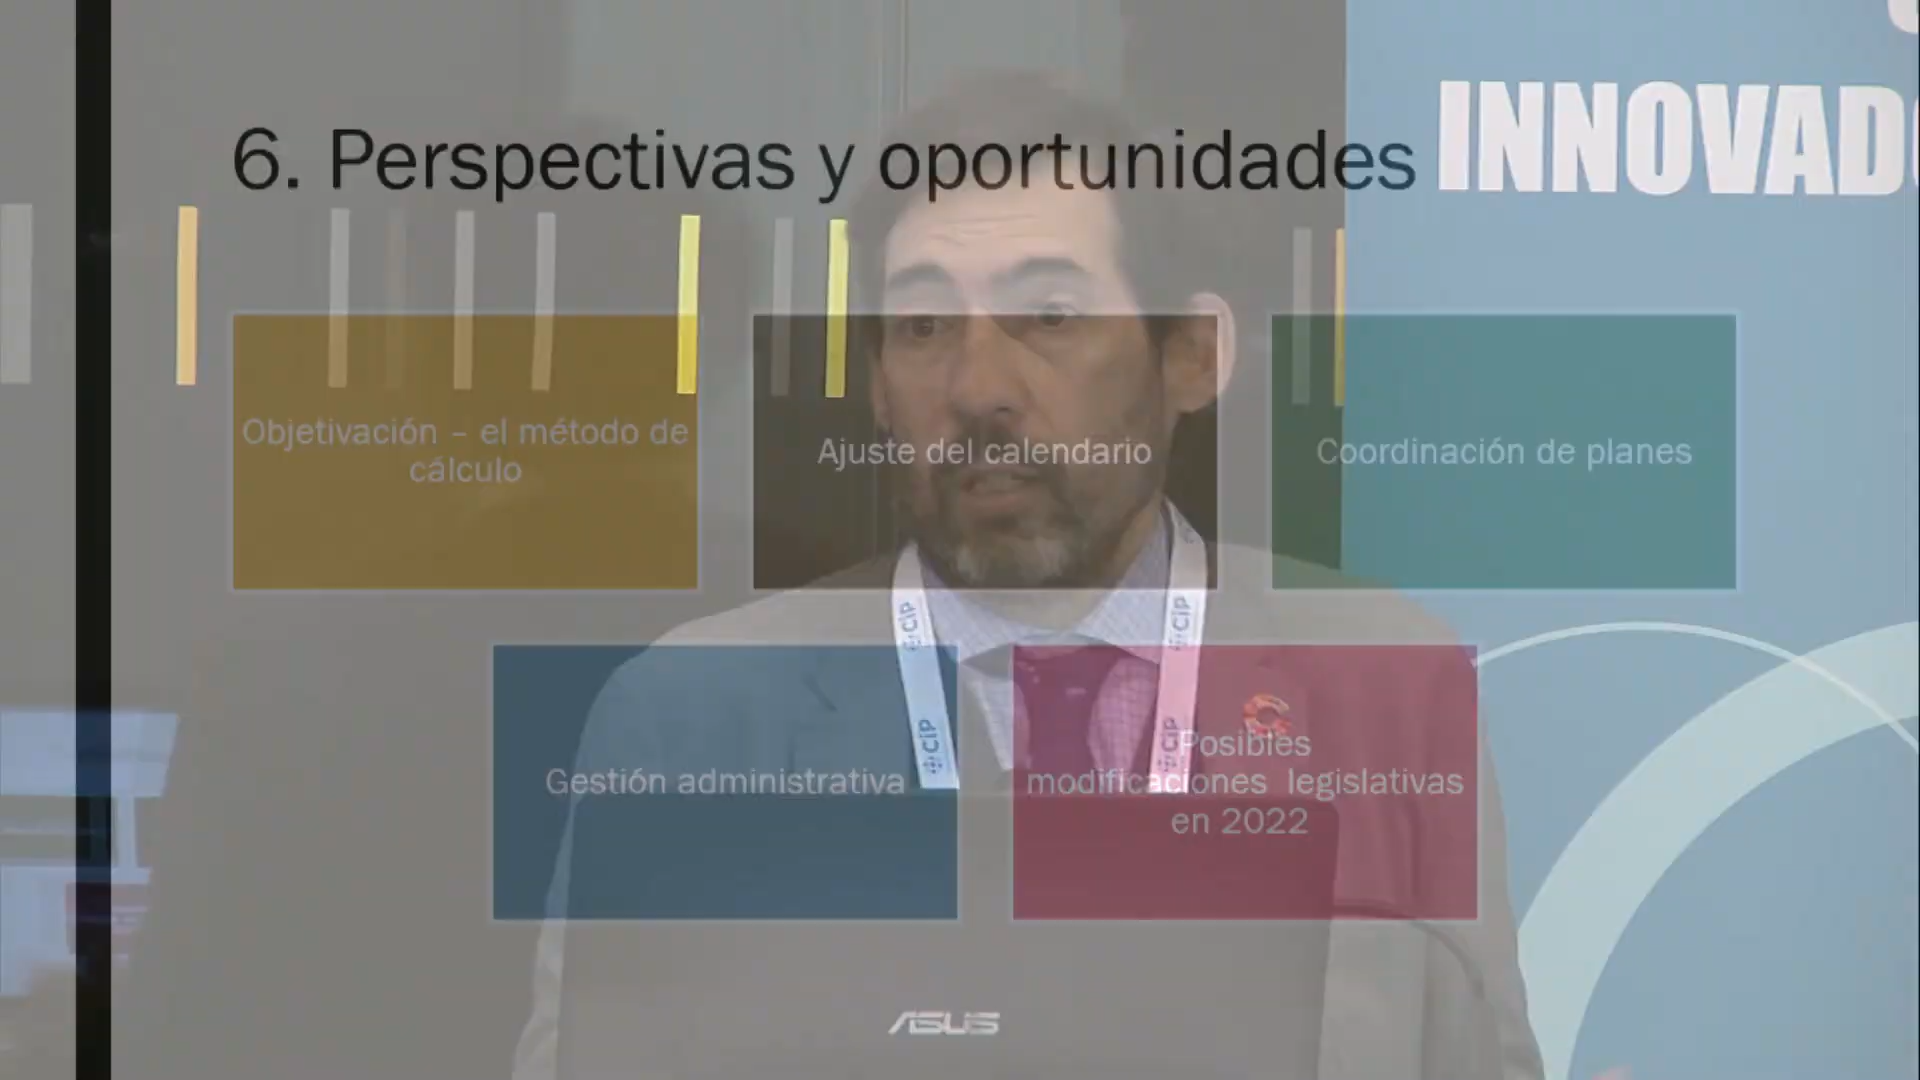 6. Perspectivas y oportunidades
INNOVAD
Objetivación – el método de
cálculo
Ajuste del calendario
Coordinación de planes
CiP
CiP
CiP
CiP
Gestión administrativa
Posibles
modificaciones legislativas
en 2022
ASUS